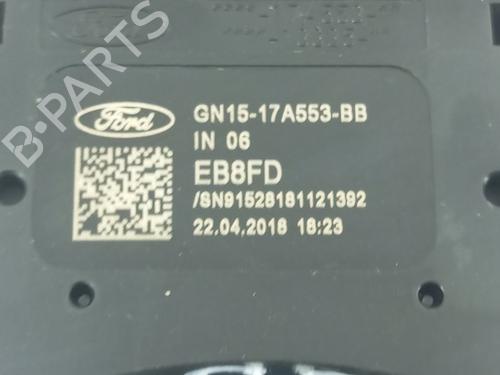 Ford
GN15-17A553-BB
IN 06
EB8FD
/SN91528181121392
22.04.2018 18:23
B-PARTS